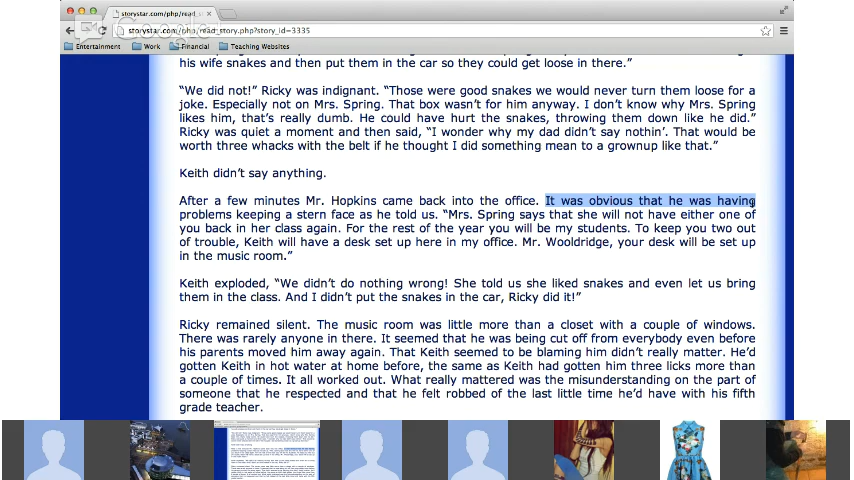 storystar.com/php/read_s
Google
storystar.com/php/read_story.php?story_id=3335
Entertainment Work Financial Teaching Websites
his wife snakes and then put them in the car so they could get loose in there.”
“We did not!” Ricky was indignant. “Those were good snakes we would never turn them loose for a
joke. Especially not on Mrs. Spring. That box wasn’t for him anyway. I don’t know why Mrs. Spring
likes him, that’s really dumb. He could have hurt the snakes, throwing them down like he did.”
Ricky was quiet a moment and then said, “I wonder why my dad didn’t say nothin’. That would be
worth three whacks with the belt if he thought I did something mean to a grownup like that.”
Keith didn’t say anything.
After a few minutes Mr. Hopkins came back into the office. It was obvious that he was having
problems keeping a stern face as he told us. “Mrs. Spring says that she will not have either one of
you back in her class again. For the rest of the year you will be my students. To keep you two out
of trouble, Keith will have a desk set up here in my office. Mr. Wooldridge, your desk will be set up
in the music room.”
Keith exploded, “We didn’t do nothing wrong! She told us she liked snakes and even let us bring
them in the class. And I didn’t put the snakes in the car, Ricky did it!”
Ricky remained silent. The music room was little more than a closet with a couple of windows.
There was rarely anyone in there. It seemed that he was being cut off from everybody even before
his parents moved him away again. That Keith seemed to be blaming him didn’t really matter. He’d
gotten Keith in hot water at home before, the same as Keith had gotten him three licks more than
a couple of times. It all worked out. What really mattered was the misunderstanding on the part of
someone that he respected and that he felt robbed of the last little time he’d have with his fifth
grade teacher.